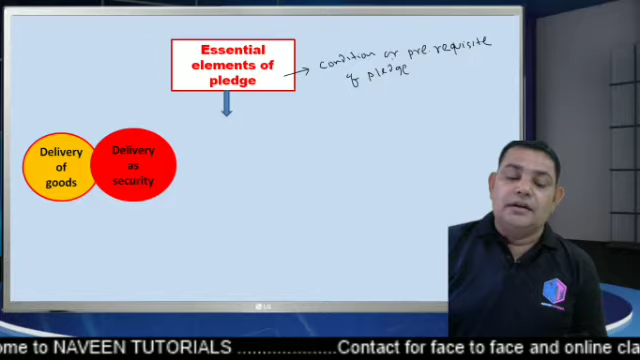 Essential
elements of
pledge
condition or pre-requisite
of pledge
Delivery
of
goods
Delivery
as
security
LG
ome to NAVEEN TUTORIALS ..................Contact for face to face and online cla